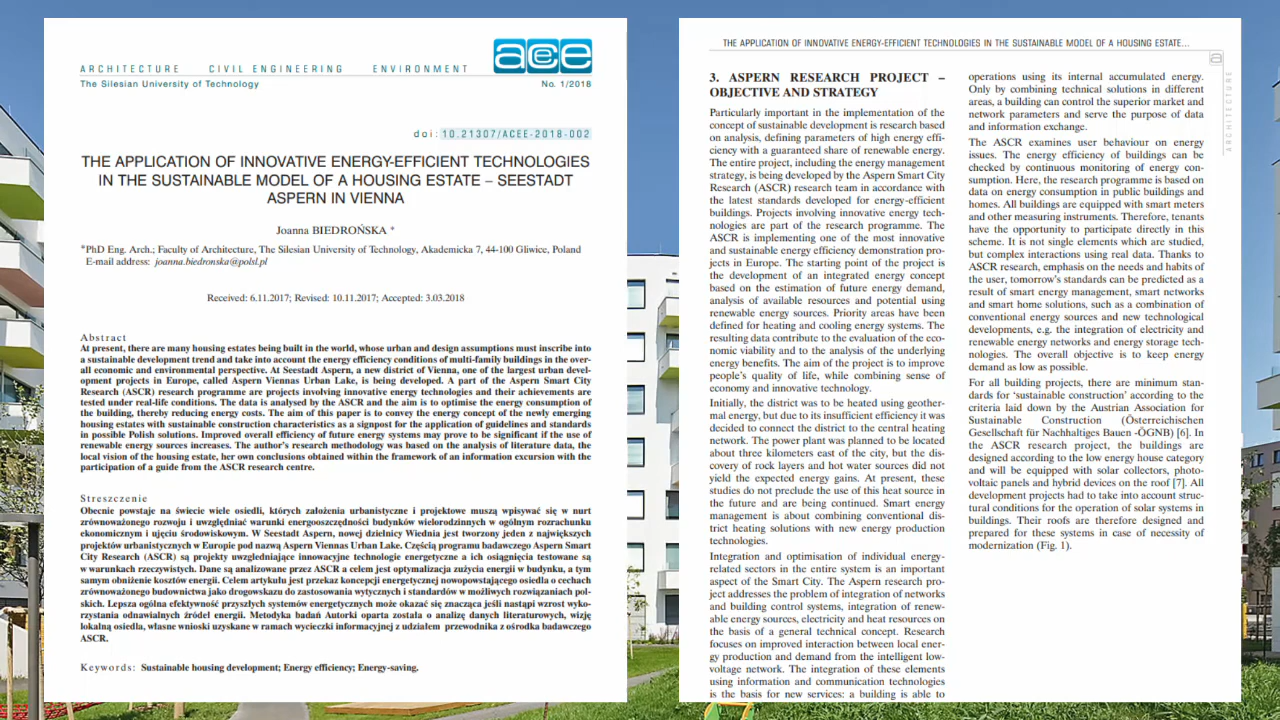 acee
ARCHITECTURE CIVIL ENGINEERING ENVIRONMENT
The Silesian University of Technology No. 1/2018
doi: 10.21307/ACEE-2018-002
THE APPLICATION OF INNOVATIVE ENERGY-EFFICIENT TECHNOLOGIES
IN THE SUSTAINABLE MODEL OF A HOUSING ESTATE – SEESTADT
ASPERN IN VIENNA
Joanna BIEDROŃSKA *
*PhD Eng. Arch.; Faculty of Architecture, The Silesian University of Technology, Akademicka 7, 44-100 Gliwice, Poland
E-mail address: joanna.biedronska@polsl.pl
Received: 6.11.2017; Revised: 10.11.2017; Accepted: 3.03.2018
Abstract
At present, there are many housing estates being built in the world, whose urban and design assumptions must inscribe into
a sustainable development trend and take into account the energy efficiency conditions of multi-family buildings in the over-
all economic and environmental perspective. At Seestadt Aspern, a new district of Vienna, one of the largest urban devel-
opment projects in Europe, called Aspern Viennas Urban Lake, is being developed. A part of the Aspern Smart City
Research (ASCR) research programme are projects involving innovative energy technologies and their achievements are
tested under real-life conditions. The data is analysed by the ASCR and the aim is to optimise the energy consumption of
the building, thereby reducing energy costs. The aim of this paper is to convey the energy concept of the newly emerging
housing estates with sustainable construction characteristics as a signpost for the application of guidelines and standards
in possible Polish solutions. Improved overall efficiency of future energy systems may prove to be significant if the use of
renewable energy sources increases. The author's research methodology was based on the analysis of literature data, the
local vision of the housing estate, her own conclusions obtained within the framework of an information excursion with the
participation of a guide from the ASCR research centre.
Streszczenie
Obecnie powstaje na świecie wiele osiedli, których założenia urbanistyczne i projektowe muszą wpisywać się w nurt
zrównoważonego rozwoju i uwzględniać warunki energooszczędności budynków wielorodzinnych w ogólnym rozrachunku
ekonomicznym i ujęciu środowiskowym. W Seestadt Aspern, nowej dzielnicy Wiednia jest tworzony jeden z największych
projektów urbanistycznych w Europie pod nazwą Aspern Viennas Urban Lake. Częścią programu badawczego Aspern Smart
City Research (ASCR) są projekty uwzgledniające innowacyjne technologie energetyczne a ich osiągnięcia testowane są
w warunkach rzeczywistych. Dane są analizowane przez ASCR a celem jest optymalizacja zużycia energii w budynku, a tym
samym obniżenie kosztów energii. Celem artykułu jest przekaz koncepcji energetycznej nowopowstającego osiedla o cechach
zrównoważonego budownictwa jako drogowskazu do zastosowania wytycznych i standardów w możliwych rozwiązaniach pol-
skich. Lepsza ogólna efektywność przyszłych systemów energetycznych może okazać się znacząca jeśli nastąpi wzrost wyko-
rzystania odnawialnych źródeł energii. Metodyka badań Autorki oparta została o analizę danych literaturowych, wizję
lokalną osiedla, własne wnioski uzyskane w ramach wycieczki informacyjnej z udziałem przewodnika z ośrodka badawczego
ASCR.
Keywords: Sustainable housing development; Energy efficiency; Energy-saving.
THE APPLICATION OF INNOVATIVE ENERGY-EFFICIENT TECHNOLOGIES IN THE SUSTAINABLE MODEL OF A HOUSING ESTATE...
a
ARCHITECTURE
3. ASPERN RESEARCH PROJECT –
OBJECTIVE AND STRATEGY
Particularly important in the implementation of the
concept of sustainable development is research based
on analysis, defining parameters of high energy effi-
ciency with a guaranteed share of renewable energy.
The entire project, including the energy management
strategy, is being developed by the Aspern Smart City
Research (ASCR) research team in accordance with
the latest standards developed for energy-efficient
buildings. Projects involving innovative energy tech-
nologies are part of the research programme. The
ASCR is implementing one of the most innovative
and sustainable energy efficiency demonstration pro-
jects in Europe. The starting point of the project is
the development of an integrated energy concept
based on the estimation of future energy demand,
analysis of available resources and potential using
renewable energy sources. Priority areas have been
defined for heating and cooling energy systems. The
resulting data contribute to the evaluation of the eco-
nomic viability and to the analysis of the underlying
energy benefits. The aim of the project is to improve
people's quality of life, while combining sense of
economy and innovative technology.
Initially, the district was to be heated using geother-
mal energy, but due to its insufficient efficiency it was
decided to connect the district to the central heating
network. The power plant was planned to be located
about three kilometers east of the city, but the dis-
covery of rock layers and hot water sources did not
yield the expected energy gains. At present, these
studies do not preclude the use of this heat source in
the future and are being continued. Smart energy
management is about combining conventional dis-
trict heating solutions with new energy production
technologies.
Integration and optimisation of individual energy-
related sectors in the entire system is an important
aspect of the Smart City. The Aspern research pro-
ject addresses the problem of integration of networks
and building control systems, integration of renew-
able energy sources, electricity and heat resources on
the basis of a general technical concept. Research
focuses on improved interaction between local ener-
gy production and demand from the intelligent low-
voltage network. The integration of these elements
using information and communication technologies
is the basis for new services: a building is able to
operations using its internal accumulated energy.
Only by combining technical solutions in different
areas, a building can control the superior market and
network parameters and serve the purpose of data
and information exchange.
The ASCR examines user behaviour on energy
issues. The energy efficiency of buildings can be
checked by continuous monitoring of energy con-
sumption. Here, the research programme is based on
data on energy consumption in public buildings and
homes. All buildings are equipped with smart meters
and other measuring instruments. Therefore, tenants
have the opportunity to participate directly in this
scheme. It is not single elements which are studied,
but complex interactions using real data. Thanks to
ASCR research, emphasis on the needs and habits of
the user, tomorrow's standards can be predicted as a
result of smart energy management, smart networks
and smart home solutions, such as a combination of
conventional energy sources and new technological
developments, e.g. the integration of electricity and
renewable energy networks and energy storage tech-
nologies. The overall objective is to keep energy
demand as low as possible.
For all building projects, there are minimum stan-
dards for 'sustainable construction' according to the
criteria laid down by the Austrian Association for
Sustainable Construction (Österreichischen
Gesellschaft für Nachhaltiges Bauen -ÖGNB) [6]. In
the ASCR research project, the buildings are
designed according to the low energy house category
and will be equipped with solar collectors, photo-
voltaic panels and hybrid devices on the roof [7]. All
development projects had to take into account struc-
tural conditions for the operation of solar systems in
buildings. Their roofs are therefore designed and
prepared for these systems in case of necessity of
modernization (Fig. 1).